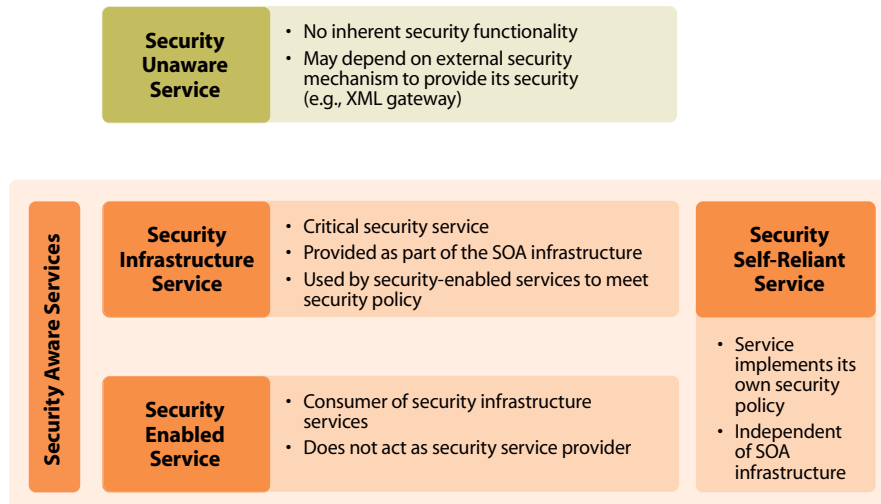 Security
Unaware
Service
• No inherent security functionality
• May depend on external security
mechanism to provide its security
(e.g., XML gateway)
Security Aware Services
Security
Infrastructure
Service
• Critical security service
• Provided as part of the SOA infrastructure
• Used by security-enabled services to meet
security policy
Security
Enabled
Service
• Consumer of security infrastructure
services
• Does not act as security service provider
Security
Self-Reliant
Service
• Service
implements its
own security
policy
• Independent
of SOA
infrastructure